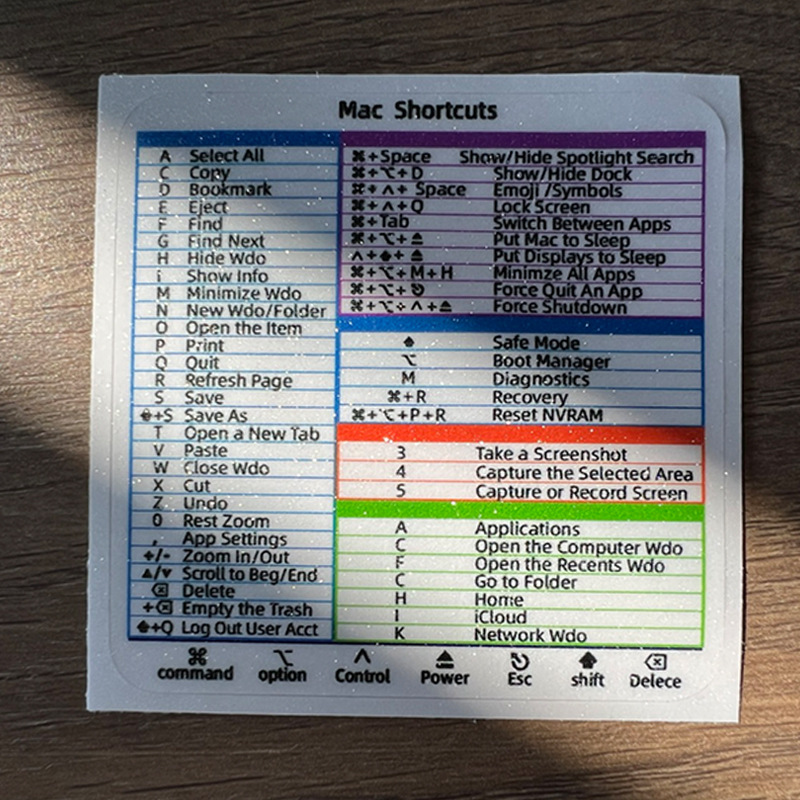 Mac Shortcuts
A Select All
C Copy
D Bookmark
E Eject
F Find
G Find Next
H Hide Wdo
i Show Info
M Minimize Wdo
N New Wdo/Folder
O Open the Item
P Print
Q Quit
R Refresh Page
S Save
⬆+S Save As
T Open a New Tab
V Paste
W Close Wdo
X Cut
Z Undo
0 Rest Zoom
, App Settings
+/- Zoom In/Out
▲/▼ Scroll to Beg/End
⌫ Delete
+⌫ Empty the Trash
⬆+Q Log Out User Acct
⌘+Space Show/Hide Spotlight Search
⌘+⌥+D Show/Hide Dock
⌘+^+ Space Emoji /Symbols
⌘+^+Q Lock Screen
⌘+Tab Switch Between Apps
⌘+⌥+⏏ Put Mac to Sleep
^+⬆+⏏ Put Displays to Sleep
⌘+⌥+M+H Minimze All Apps
⌘+⌥+⎋ Force Quit An App
⌘+⌥+^+⏏ Force Shutdown
⬆ Safe Mode
⌥ Boot Manager
M Diagnostics
⌘+R Recovery
⌘+⌥+P+R Reset NVRAM
3 Take a Screenshot
4 Capture the Selected Area
5 Capture or Record Screen
A Applications
C Open the Computer Wdo
F Open the Recents Wdo
C Go to Folder
H Home
I iCloud
K Network Wdo
⌘ ⌥ ^ ⏏ ⎋ ⬆ ⌫
command option Control Power Esc shift Delece